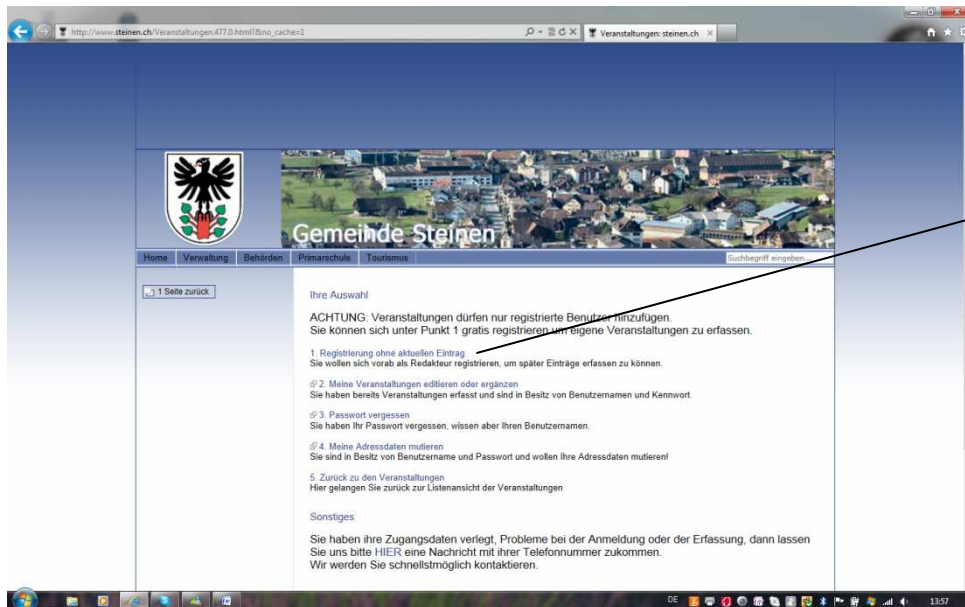 http://www.steinen.ch/Veranstaltungen.477.0.html?&no_cache=1
Veranstaltungen: steinen.ch
Gemeinde Steinen
Home Verwaltung Behörden Primarschule Tourismus
Suchbegriff eingeben...
1 Seite zurück
Ihre Auswahl
ACHTUNG: Veranstaltungen dürfen nur registrierte Benutzer hinzufügen.
Sie können sich unter Punkt 1 gratis registrieren um eigene Veranstaltungen zu erfassen.
1. Registrierung ohne aktuellen Eintrag
Sie wollen sich vorab als Redakteur registrieren, um später Einträge erfassen zu können.
2. Meine Veranstaltungen editieren oder ergänzen
Sie haben bereits Veranstaltungen erfasst und sind in Besitz von Benutzernamen und Kennwort.
3. Passwort vergessen
Sie haben Ihr Passwort vergessen, wissen aber Ihren Benutzernamen.
4. Meine Adressdaten mutieren
Sie sind in Besitz von Benutzername und Passwort und wollen Ihre Adressdaten mutieren!
5. Zurück zu den Veranstaltungen
Hier gelangen Sie zurück zur Listenansicht der Veranstaltungen
Sonstiges
Sie haben ihre Zugangsdaten verlegt, Probleme bei der Anmeldung oder der Erfassung, dann lassen
Sie uns bitte HIER eine Nachricht mit ihrer Telefonnummer zukommen.
Wir werden Sie schnellstmöglich kontaktieren.
DE
13:57